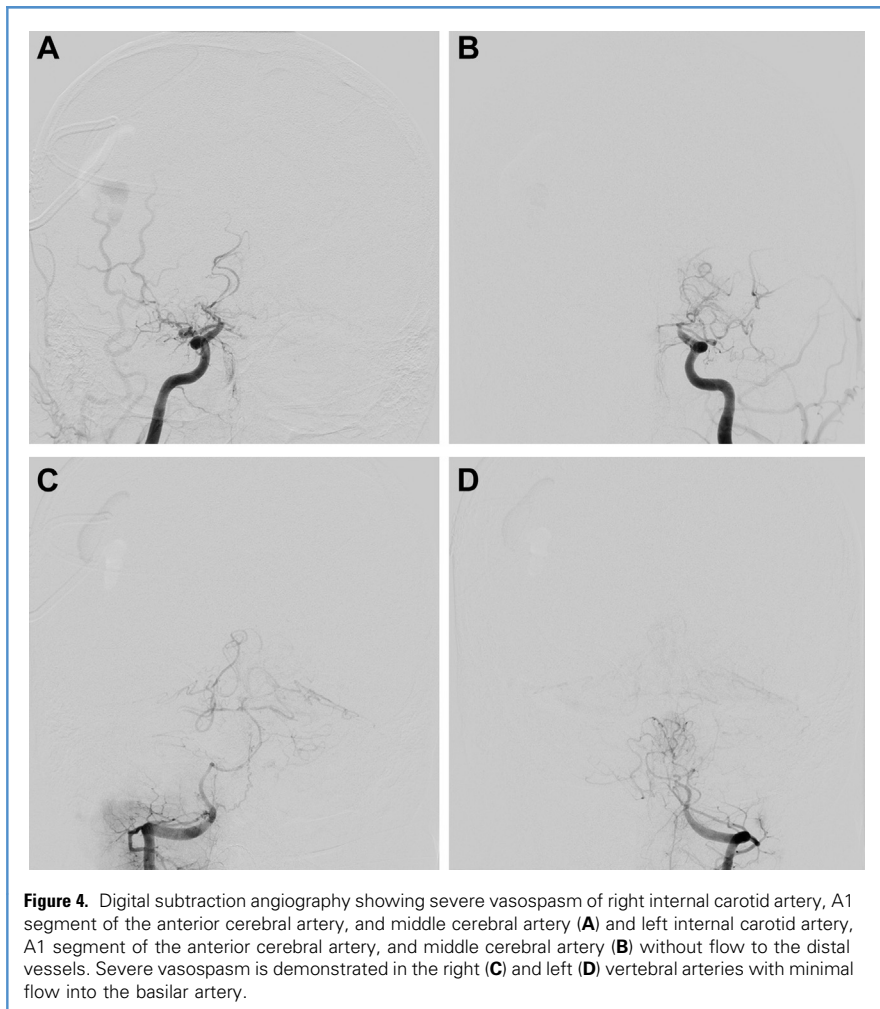 A
B
C
D
Figure 4. Digital subtraction angiography showing severe vasospasm of right internal carotid artery, A1
segment of the anterior cerebral artery, and middle cerebral artery (A) and left internal carotid artery,
A1 segment of the anterior cerebral artery, and middle cerebral artery (B) without flow to the distal
vessels. Severe vasospasm is demonstrated in the right (C) and left (D) vertebral arteries with minimal
flow into the basilar artery.